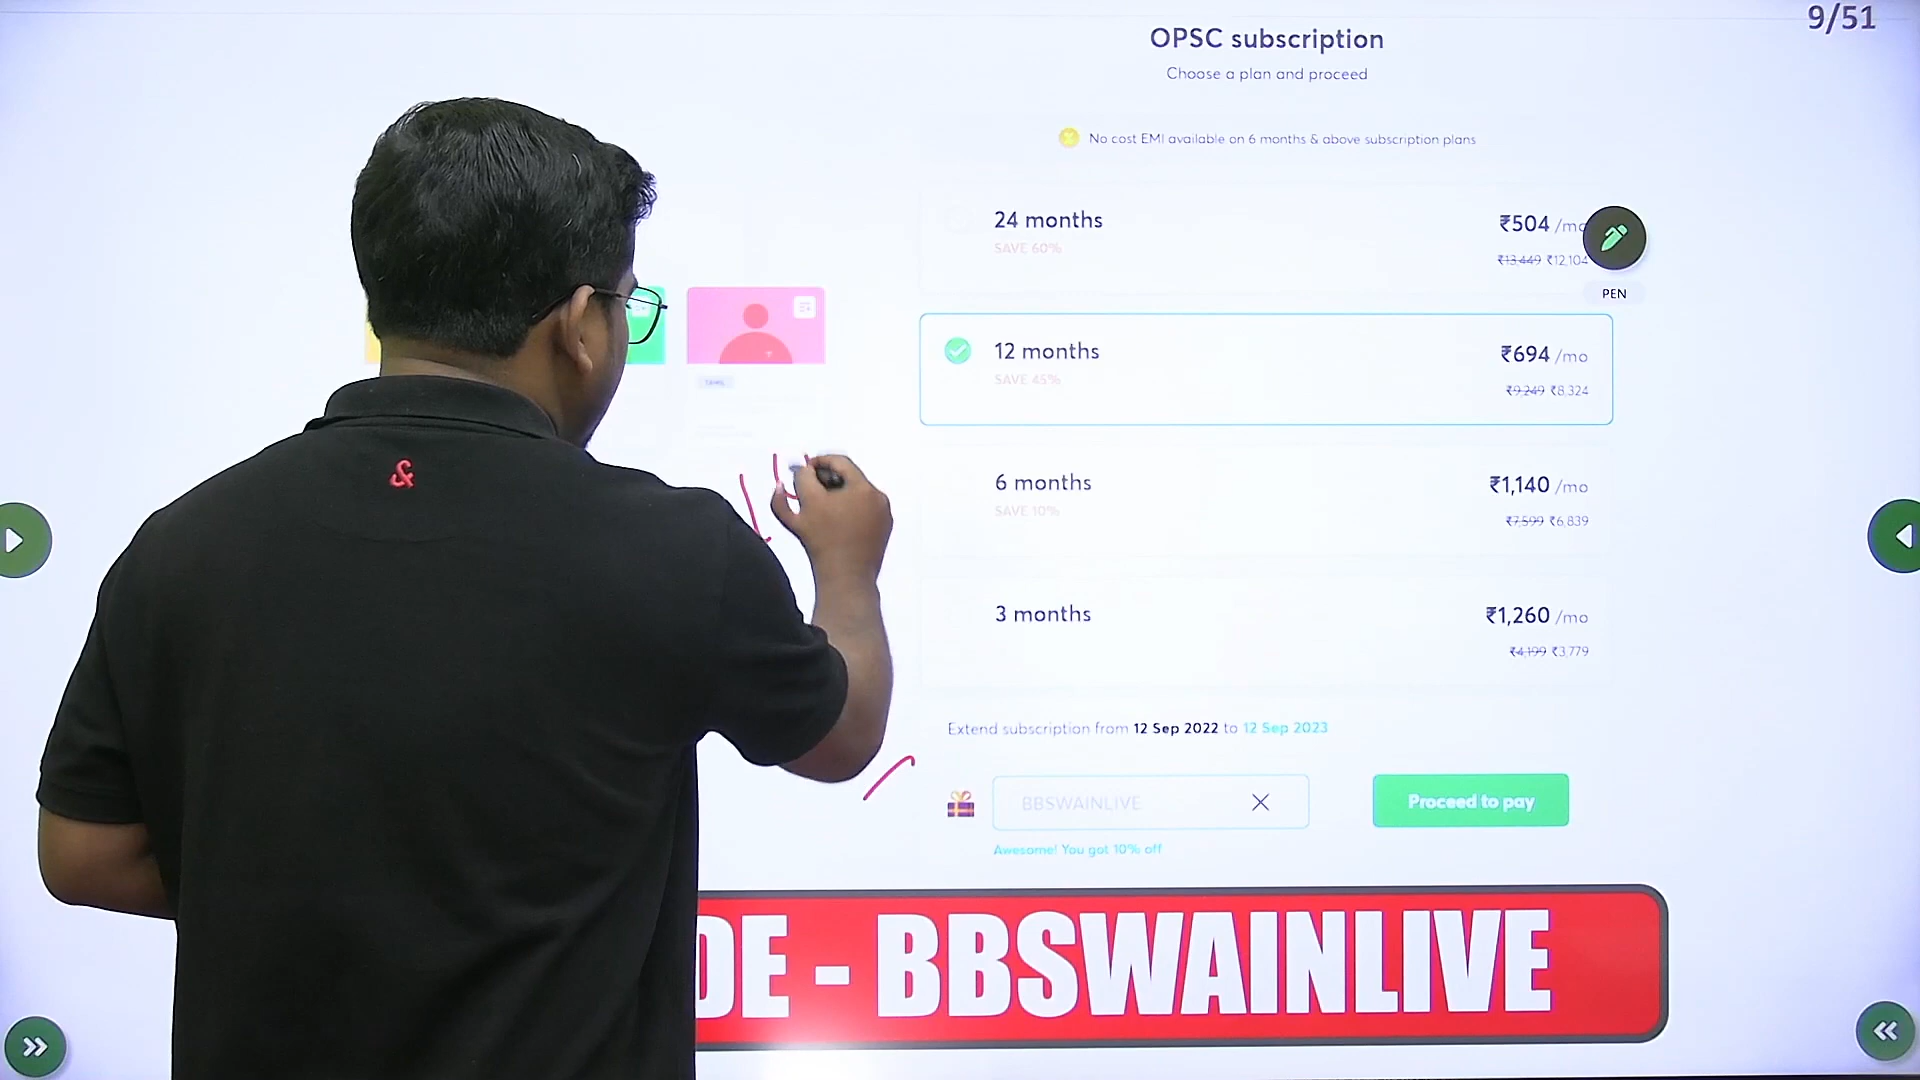 9/51
OPSC subscription
Choose a plan and proceed
No cost EMI available on 6 months & above subscription plans
24 months
₹504 /mo
SAVE 60%
₹13,449 ₹12,104
PEN
12 months
₹694 /mo
SAVE 45%
₹9,249 ₹8,324
6 months
₹1,140 /mo
SAVE 10%
₹7,599 ₹6,839
3 months
₹1,260 /mo
₹4,199 ₹3,779
Extend subscription from 12 Sep 2022 to 12 Sep 2023
BBSWAINLIVE
Proceed to pay
Awesome! You got 10% off
DE - BBSWAINLIVE
&